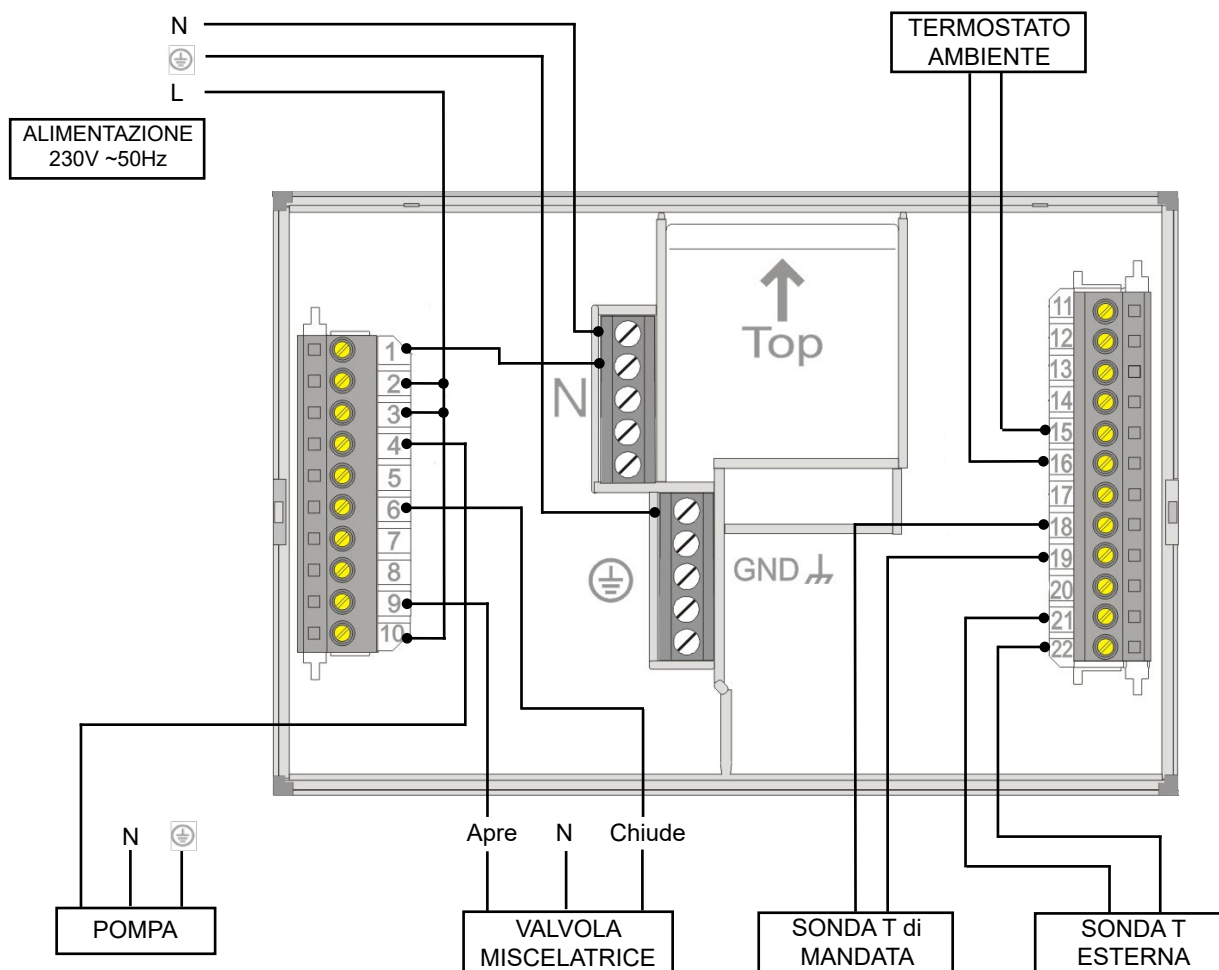 N
L
ALIMENTAZIONE
230V ~50Hz
TERMOSTATO
AMBIENTE
Top
N
GND
1
2
3
4
5
6
7
8
9
10
11
12
13
14
15
16
17
18
19
20
21
22
N
Apre
N
Chiude
POMPA
VALVOLA
MISCELATRICE
SONDA T di
MANDATA
SONDA T
ESTERNA